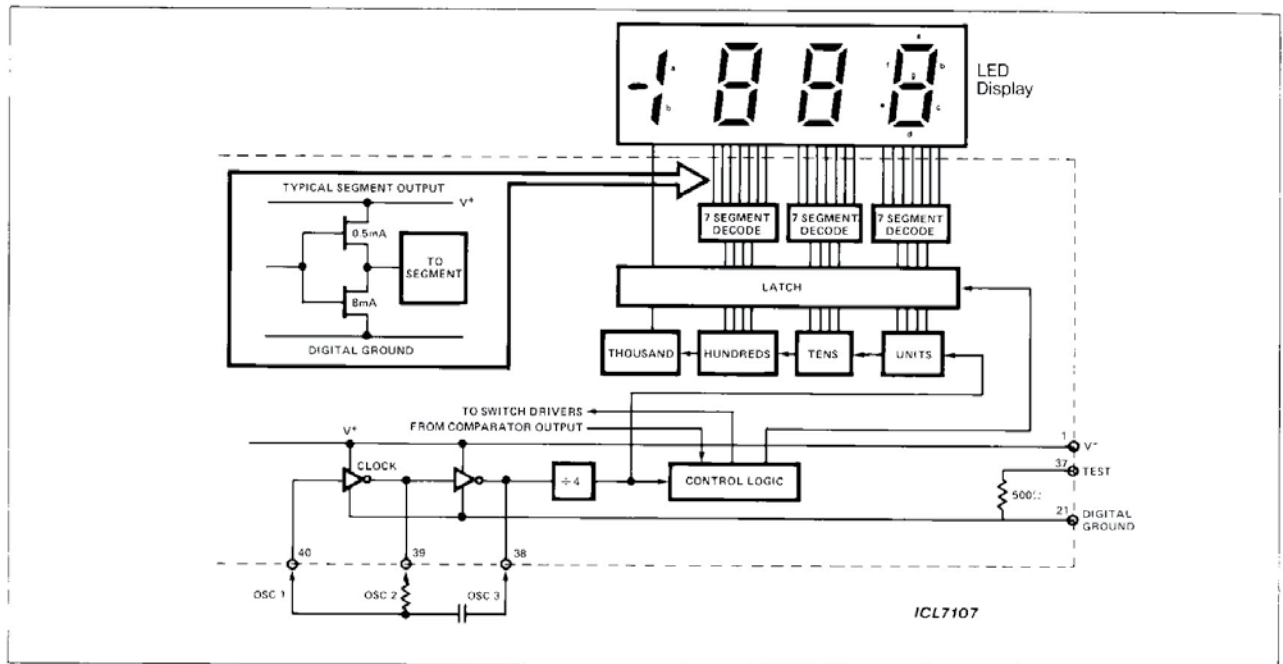 a
b
a
f
b
g
e
c
d
LED
Display
TYPICAL SEGMENT OUTPUT
V+
0.5mA
TO
SEGMENT
8mA
DIGITAL GROUND
7 SEGMENT
DECODE
7 SEGMENT
DECODE
7 SEGMENT
DECODE
LATCH
THOUSAND
HUNDREDS
TENS
UNITS
TO SWITCH DRIVERS
FROM COMPARATOR OUTPUT
V+
CLOCK
÷4
CONTROL LOGIC
1
V-
37
TEST
500Ω
21
DIGITAL
GROUND
40
39
38
OSC 1
OSC 2
OSC 3
ICL7107